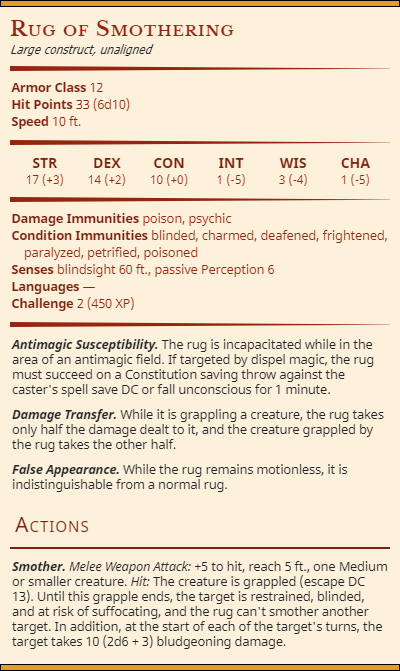 Rug of Smothering
Large construct, unaligned
Armor Class 12
Hit Points 33 (6d10)
Speed 10 ft.
STR DEX CON INT WIS CHA
17 (+3) 14 (+2) 10 (+0) 1 (-5) 3 (-4) 1 (-5)
Damage Immunities poison, psychic
Condition Immunities blinded, charmed, deafened, frightened,
paralyzed, petrified, poisoned
Senses blindsight 60 ft., passive Perception 6
Languages —
Challenge 2 (450 XP)
Antimagic Susceptibility. The rug is incapacitated while in the
area of an antimagic field. If targeted by dispel magic, the rug
must succeed on a Constitution saving throw against the
caster's spell save DC or fall unconscious for 1 minute.
Damage Transfer. While it is grappling a creature, the rug takes
only half the damage dealt to it, and the creature grappled by
the rug takes the other half.
False Appearance. While the rug remains motionless, it is
indistinguishable from a normal rug.
Actions
Smother. Melee Weapon Attack: +5 to hit, reach 5 ft., one Medium
or smaller creature. Hit: The creature is grappled (escape DC
13). Until this grapple ends, the target is restrained, blinded,
and at risk of suffocating, and the rug can't smother another
target. In addition, at the start of each of the target's turns, the
target takes 10 (2d6 + 3) bludgeoning damage.